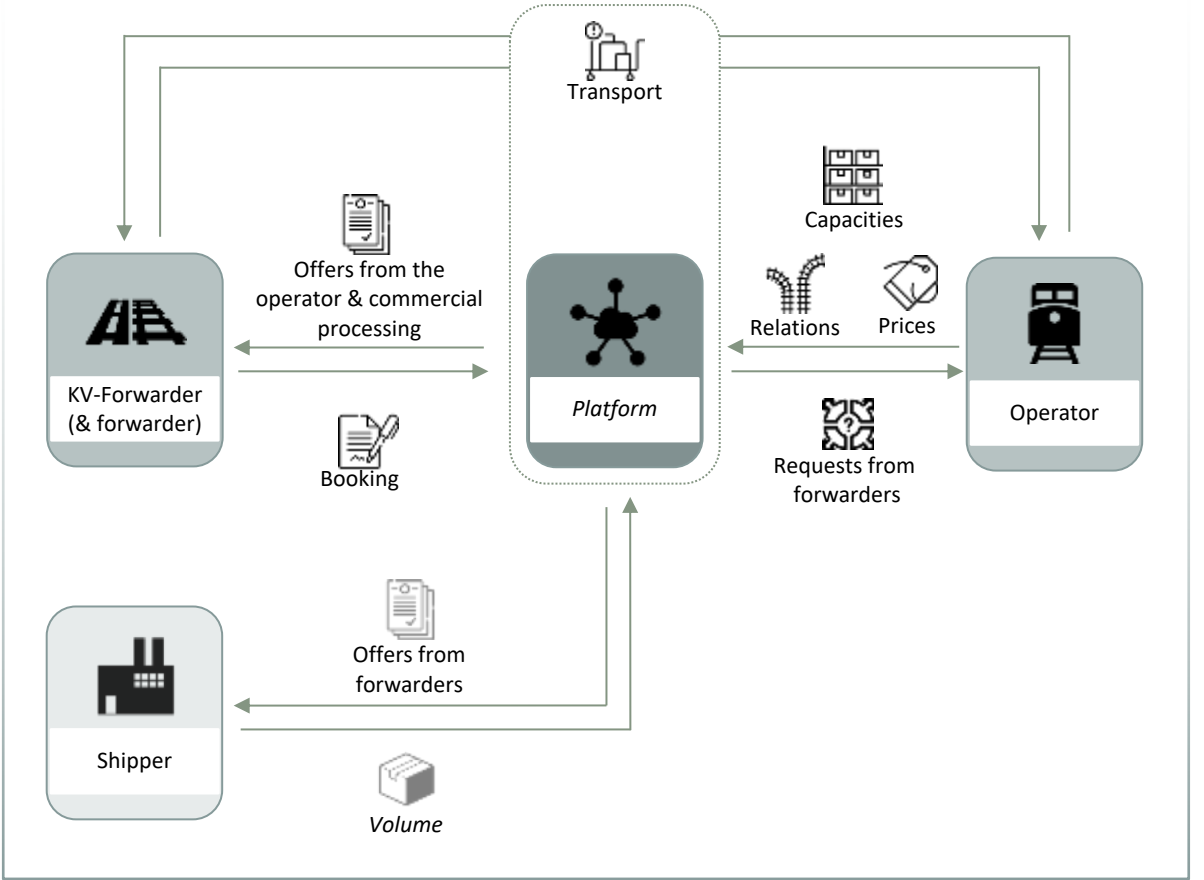 Transport
Capacities
Offers from the
operator & commercial
processing
Relations
Prices
KV-Forwarder
(& forwarder)
Platform
Operator
Booking
Requests from
forwarders
Offers from
forwarders
Shipper
Volume